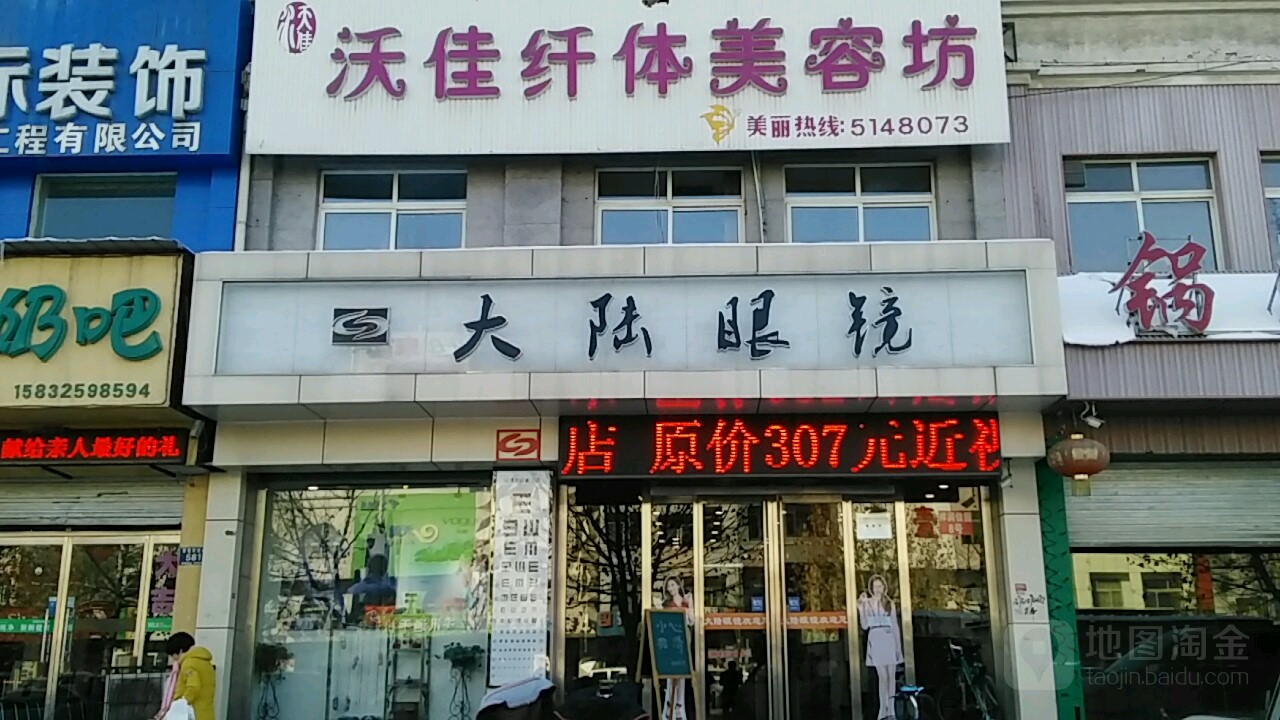 装饰
工程有限公司
大佳
沃佳纤体美容坊
美丽热线:5148073
奶吧
15832598594
献给亲人最好的礼
大陆眼镜
锅
店 原价307元近视
地图淘金
taojin.baidu.com